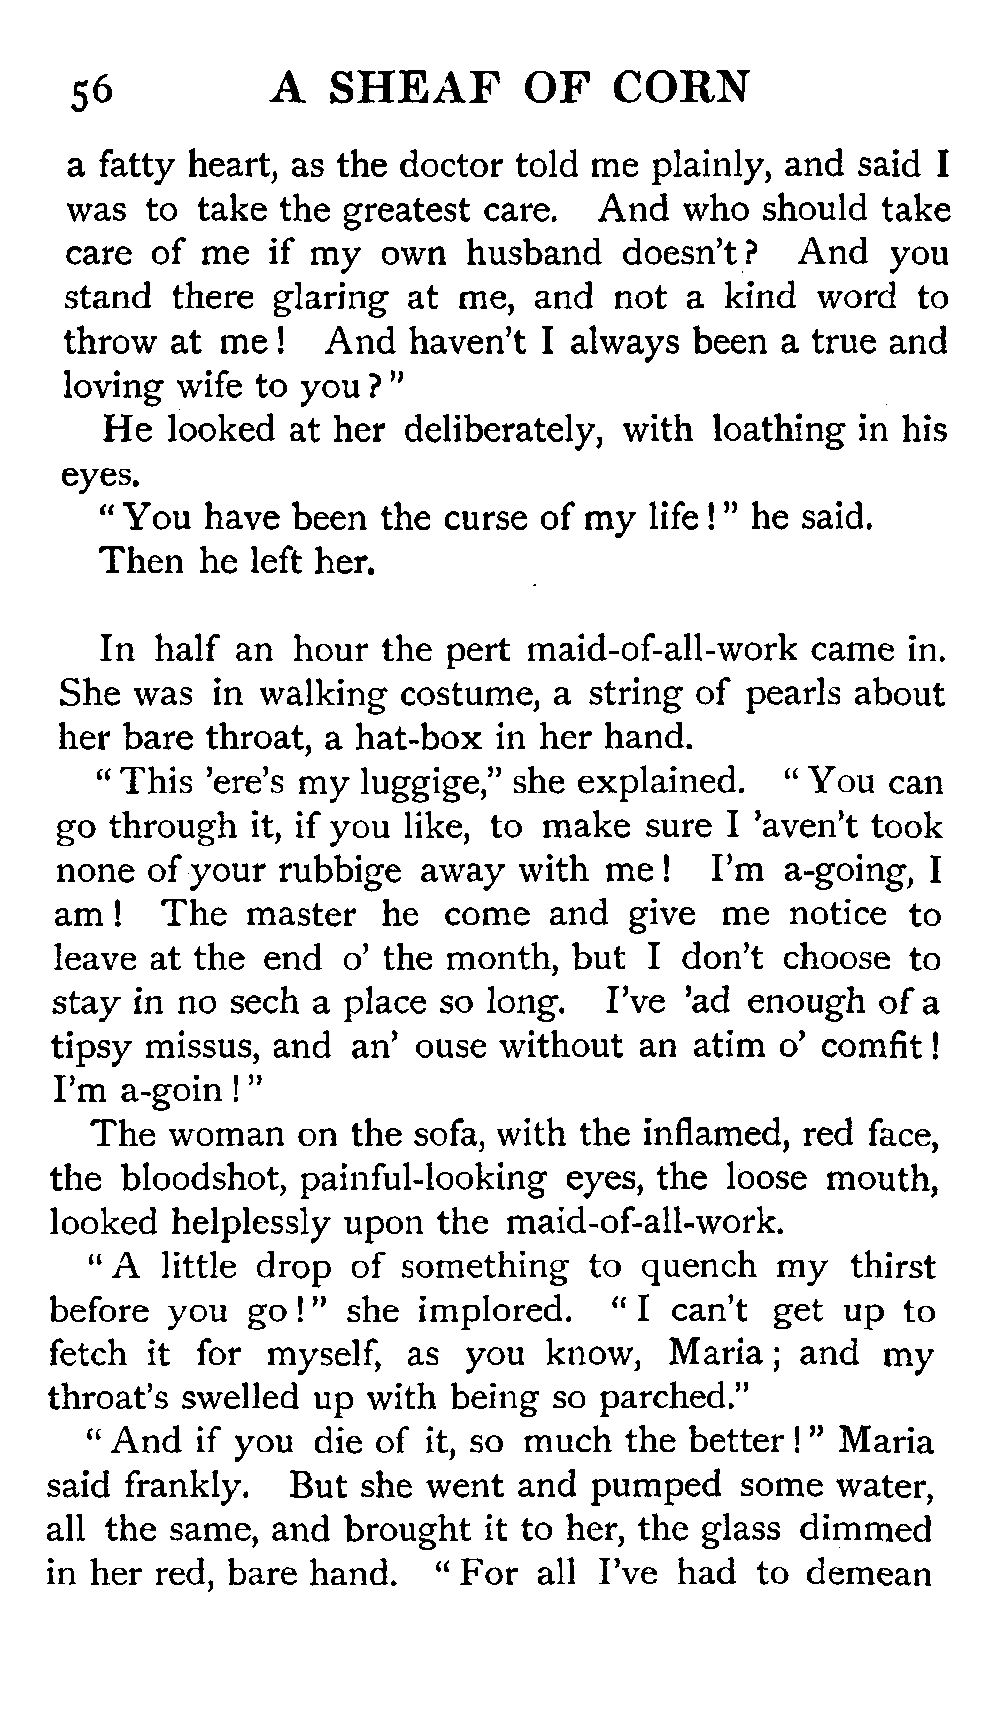 56 A SHEAF OF CORN
a fatty heart, as the doctor told me plainly, and said I
was to take the greatest care. And who should take
care of me if my own husband doesn't? And you
stand there glaring at me, and not a kind word to
throw at me! And haven't I always been a true and
loving wife to you?"
He looked at her deliberately, with loathing in his
eyes.
"You have been the curse of my life!" he said.
Then he left her.
In half an hour the pert maid-of-all-work came in.
She was in walking costume, a string of pearls about
her bare throat, a hat-box in her hand.
"This 'ere's my luggige," she explained. "You can
go through it, if you like, to make sure I 'aven't took
none of your rubbige away with me! I'm a-going, I
am! The master he come and give me notice to
leave at the end o' the month, but I don't choose to
stay in no sech a place so long. I've 'ad enough of a
tipsy missus, and an' ouse without an atim o' comfit!
I'm a-goin!"
The woman on the sofa, with the inflamed, red face,
the bloodshot, painful-looking eyes, the loose mouth,
looked helplessly upon the maid-of-all-work.
"A little drop of something to quench my thirst
before you go!" she implored. "I can't get up to
fetch it for myself, as you know, Maria; and my
throat's swelled up with being so parched."
"And if you die of it, so much the better!" Maria
said frankly. But she went and pumped some water,
all the same, and brought it to her, the glass dimmed
in her red, bare hand. "For all I've had to demean